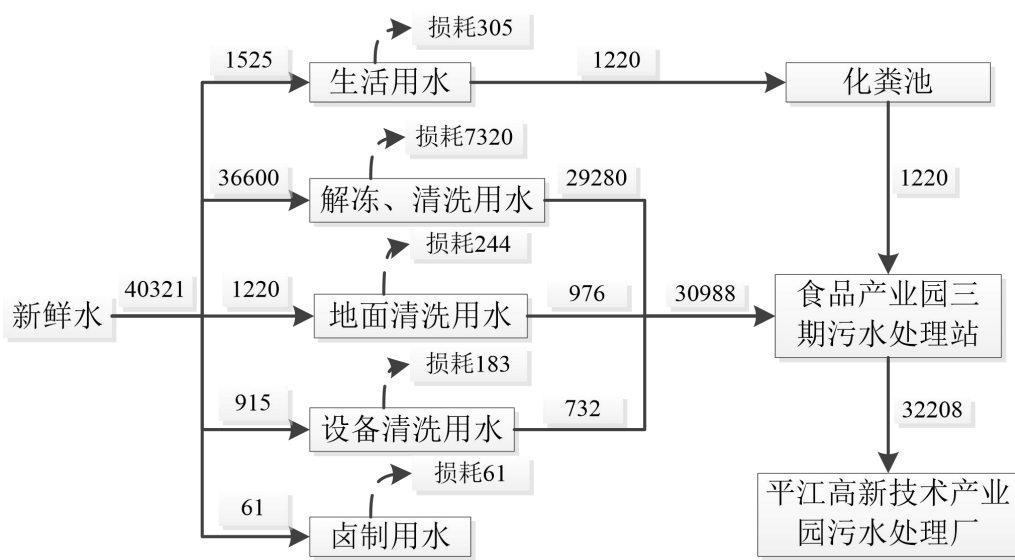 损耗305
1525
生活用水
1220
化粪池
损耗7320
36600
解冻、清洗用水
29280
1220
损耗244
新鲜水
40321
1220
地面清洗用水
976
30988
食品产业园三
期污水处理站
损耗183
915
设备清洗用水
732
32208
损耗61
61
卤制用水
平江高新技术产业
园污水处理厂